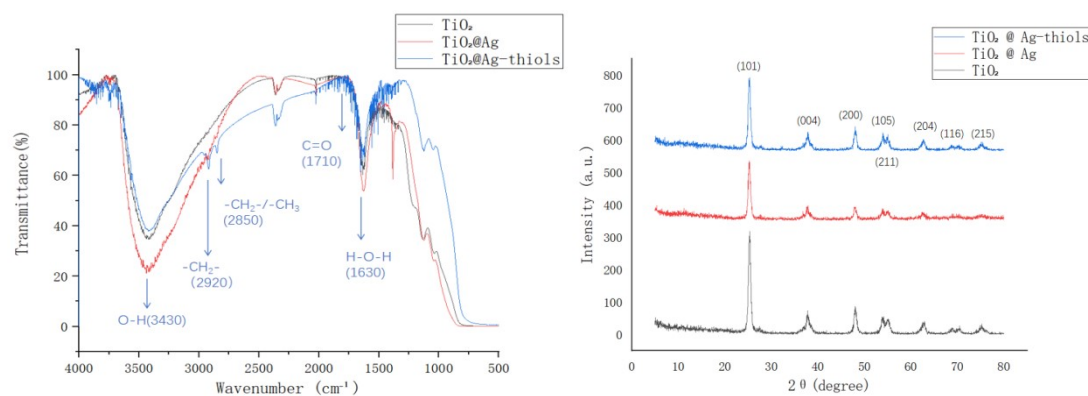 TiO₂
TiO₂@Ag
TiO₂@Ag-thiols
Transmittance(%)
100
80
60
40
20
0
C=O
(1710)
-CH₂-/-CH₃
(2850)
-CH₂-
(2920)
H-O-H
(1630)
O-H(3430)
4000 3500 3000 2500 2000 1500 1000 500
Wavenumber (cm⁻¹)
TiO₂ @ Ag-thiols
TiO₂ @ Ag
TiO₂
Intensity (a.u.)
800
700
600
500
400
300
200
100
0
(101)
(004)
(200)
(105)
(211)
(204)
(116)
(215)
0 10 20 30 40 50 60 70 80
2θ(degree)